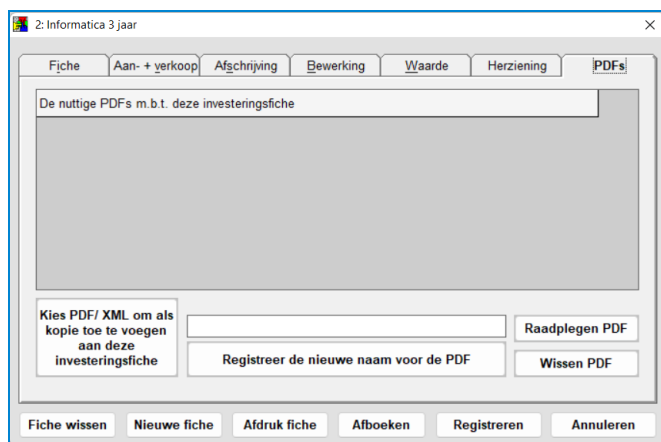 2: Informatica 3 jaar
Fiche
Aan- + verkoop
Afschrijving
Bewerking
Waarde
Herziening
PDFs
De nuttige PDFs m.b.t. deze investeringsfiche
Kies PDF/ XML om als
kopie toe te voegen
aan deze
investeringsfiche
Registreer de nieuwe naam voor de PDF
Raadplegen PDF
Wissen PDF
Fiche wissen
Nieuwe fiche
Afdruk fiche
Afboeken
Registreren
Annuleren